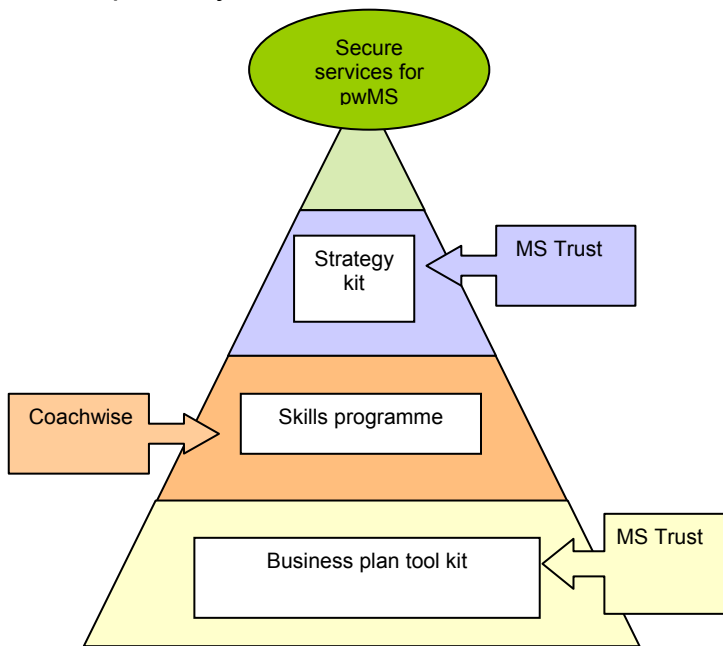 Secure
services for
pwMS
Strategy
kit
MS Trust
Coachwise
Skills programme
MS Trust
Business plan tool kit